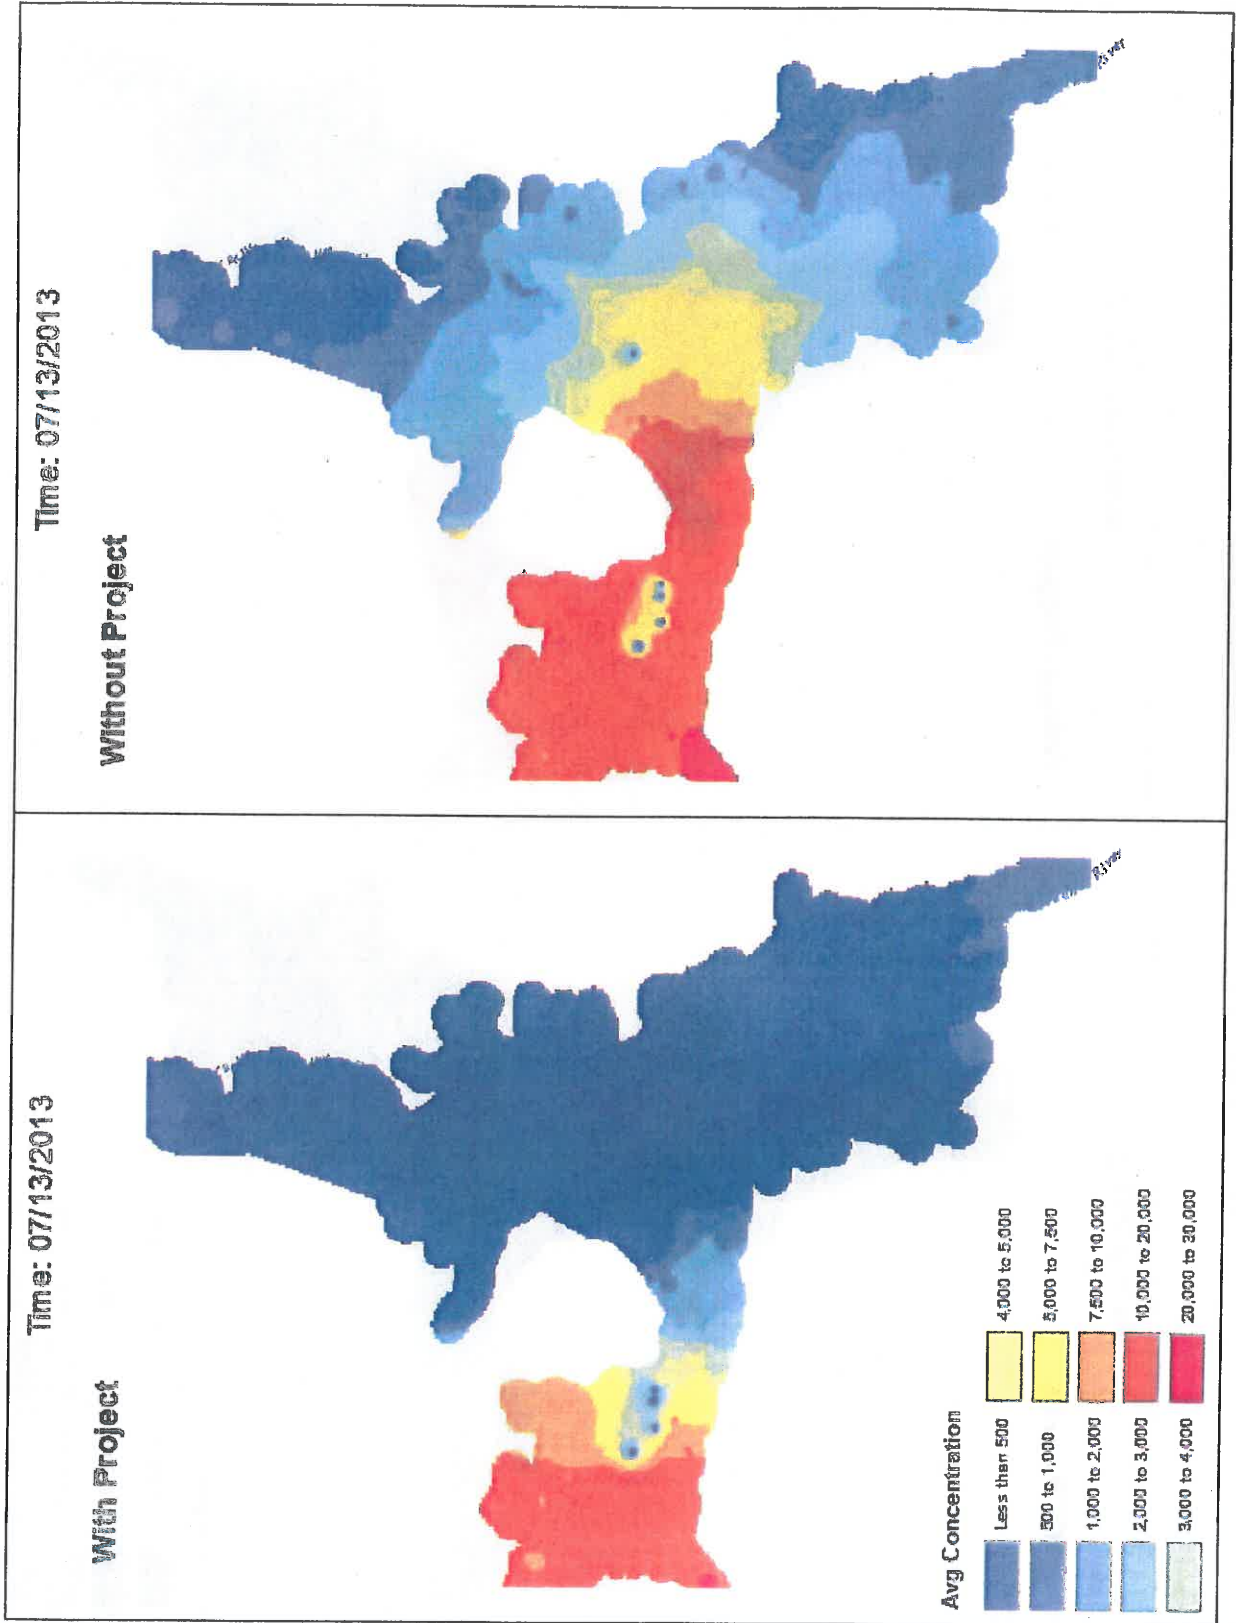 Time: 07/13/2013
With Project
River
Avg Concentration
Less than 500
500 to 1,000
1,000 to 2,000
2,000 to 3,000
3,000 to 4,000
4,000 to 5,000
5,000 to 7,500
7,500 to 10,000
10,000 to 20,000
20,000 to 30,000
Time: 07/13/2013
Without Project
River